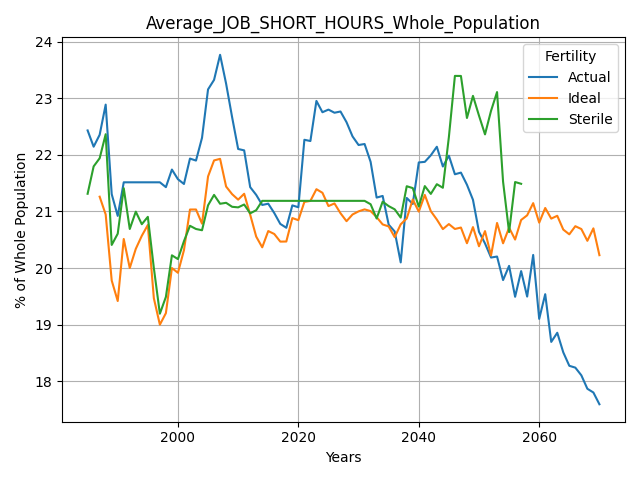 Average_JOB_SHORT_HOURS_Whole_Population
% of Whole Population
24
23
22
21
20
19
18
2000
2020
2040
2060
Years
Fertility
Actual
Ideal
Sterile